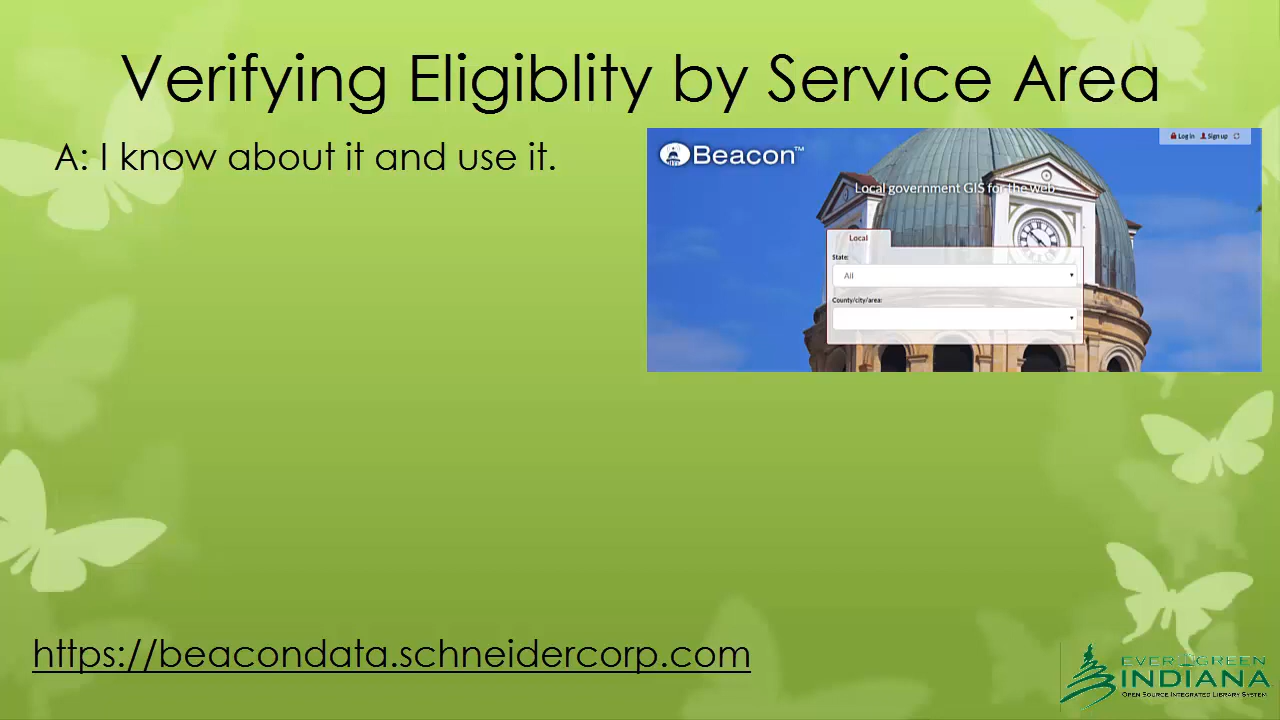 Verifying Eligiblity by Service Area
A: I know about it and use it.
Log in Sign up
Beacon™
Local government GIS for the web
Local
State:
All
County/city/area:
https://beacondata.schneidercorp.com
EVERGREEN
INDIANA
OPEN SOURCE INTEGRATED LIBRARY SYSTEM